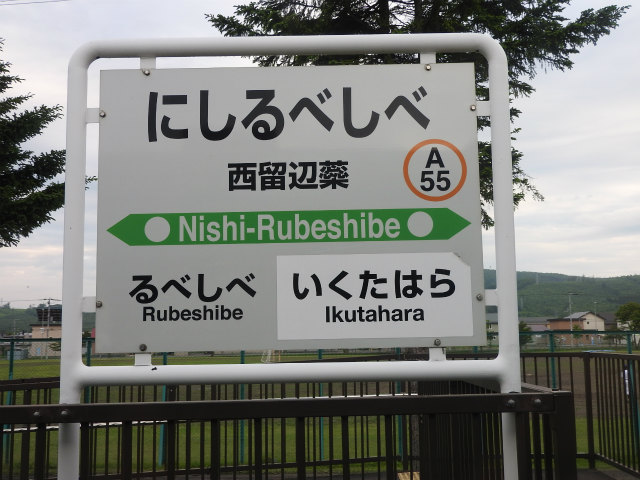 にしるべしべ
西留辺蘂
A
55
Nishi-Rubeshibe
るべしべ
Rubeshibe
いくたはら
Ikutahara